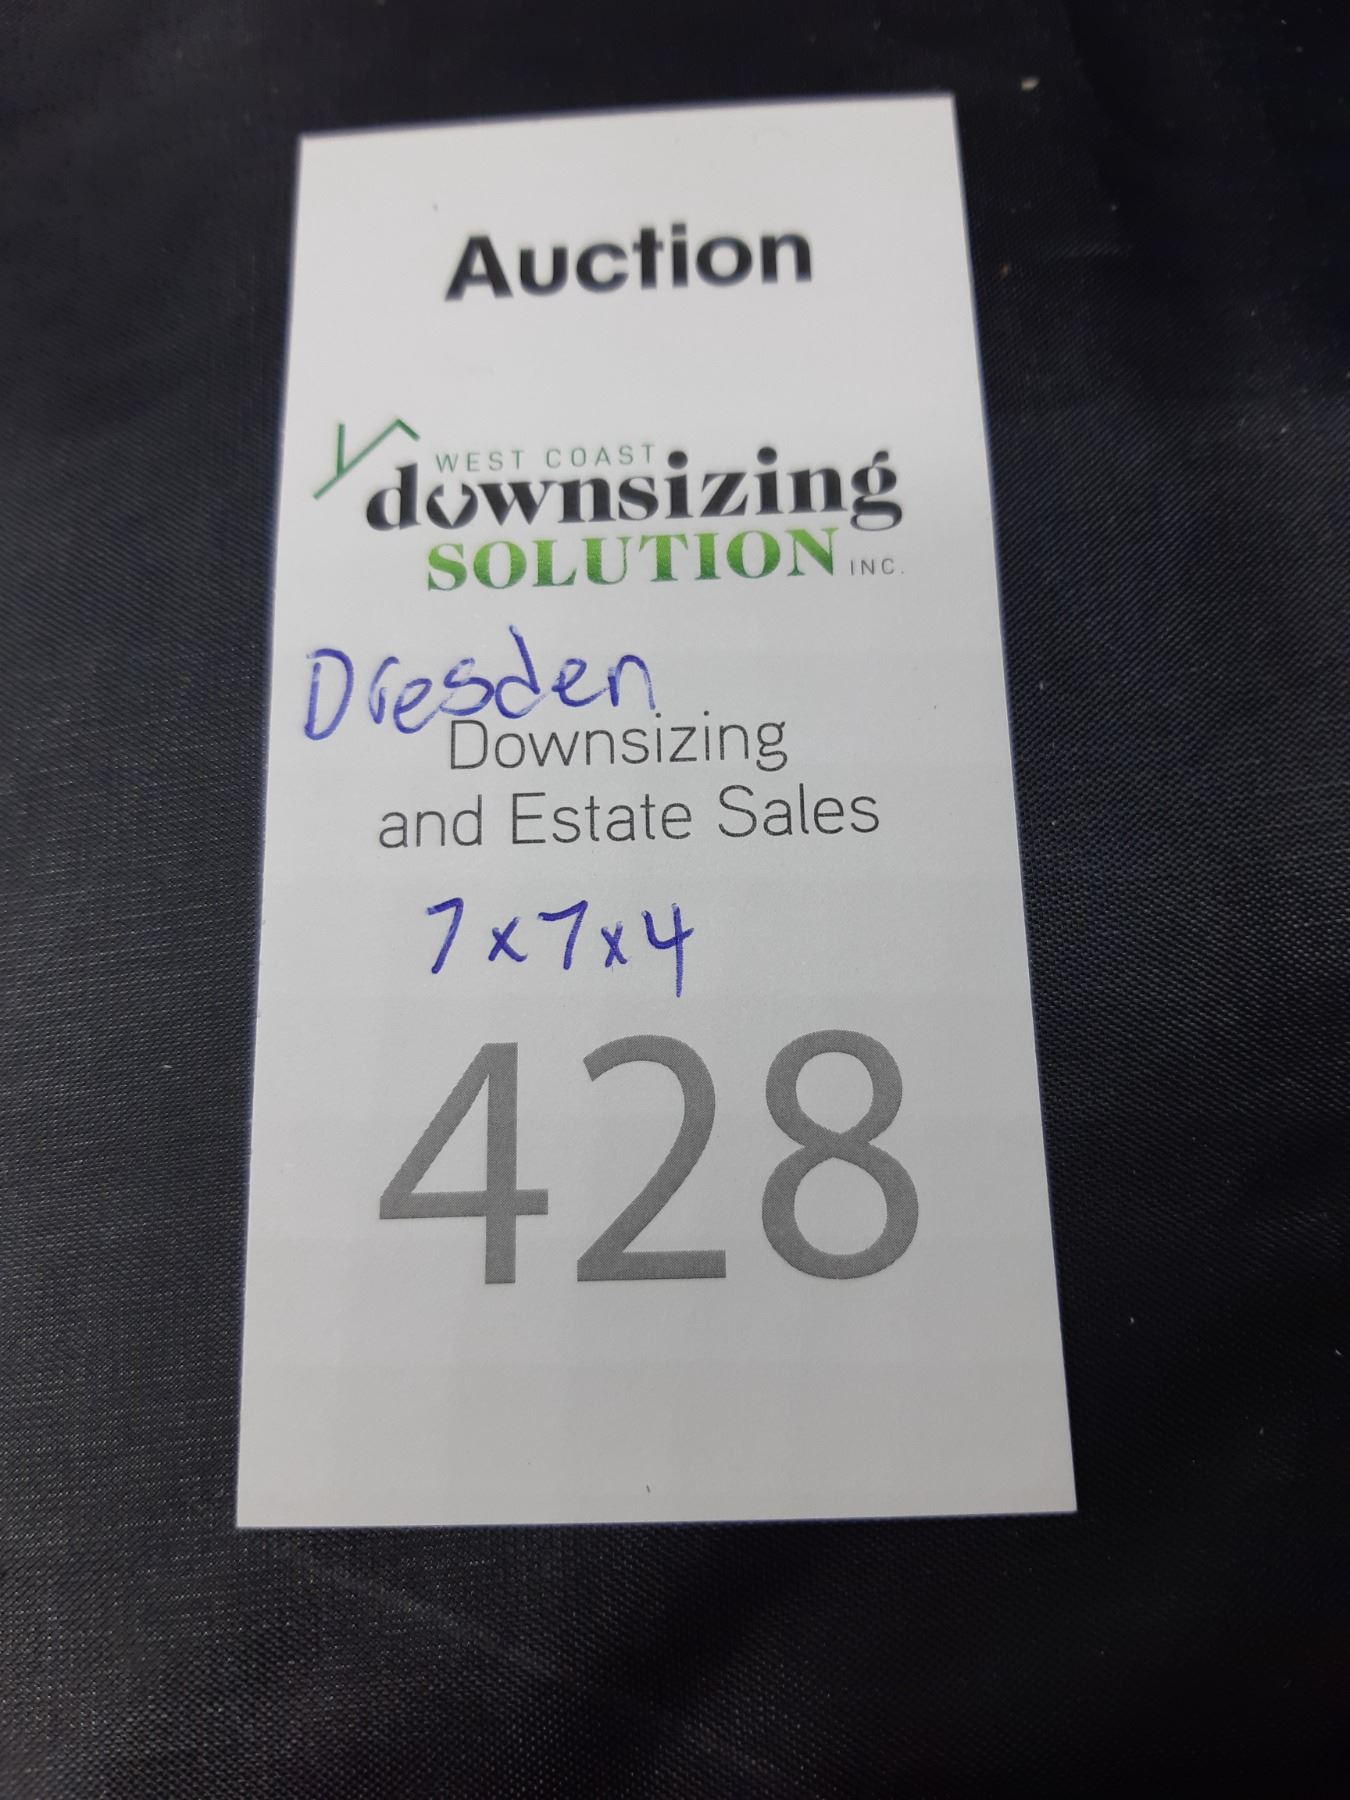 Auction
WEST COAST
downsizing
SOLUTION INC.
Dresden
Downsizing
and Estate Sales
7x7x4
428